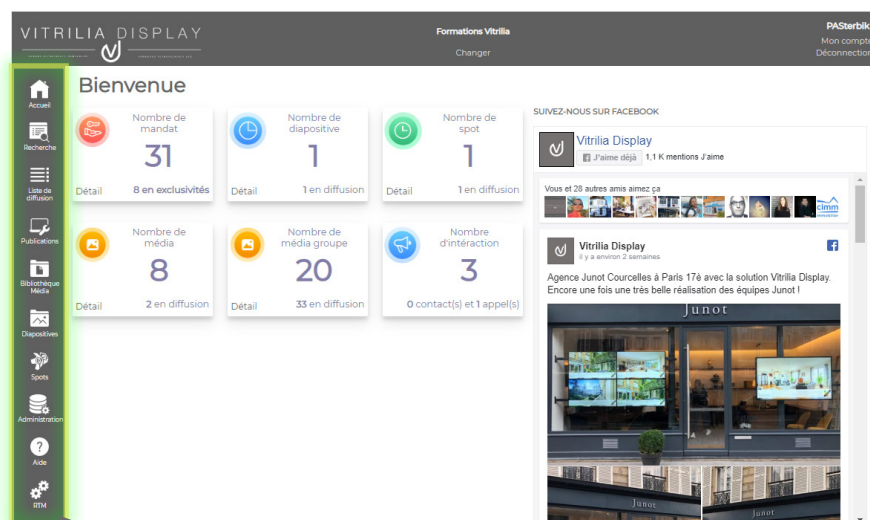 VITRILIA DISPLAY
Formations Vitrilia
Changer
PASterbik
Mon compte
Déconnection
Accueil
Recherche
Liste de
diffusion
Publications
Bibliothèque
Média
Diapositives
Spots
Administration
Aide
RTM
Bienvenue
Nombre de
mandat
31
Détail
8 en exclusivités
Nombre de
diapositive
1
Détail
1 en diffusion
Nombre de
spot
1
Détail
1 en diffusion
Nombre de
média
8
Détail
2 en diffusion
Nombre de
média groupe
20
Détail
33 en diffusion
Nombre
d'intéraction
3
0 contact(s) et 1 appel(s)
SUIVEZ-NOUS SUR FACEBOOK
Vitrilia Display
J'aime déjà
1,1 K mentions J'aime
Vous et 28 autres amis aimez ça
cimm
Vitrilia Display
il y a environ 2 semaines
Agence Junot Courcelles à Paris 17è avec la solution Vitrilia Display.
Encore une fois une très belle réalisation des équipes Junot !
Junot
Junot
Junot